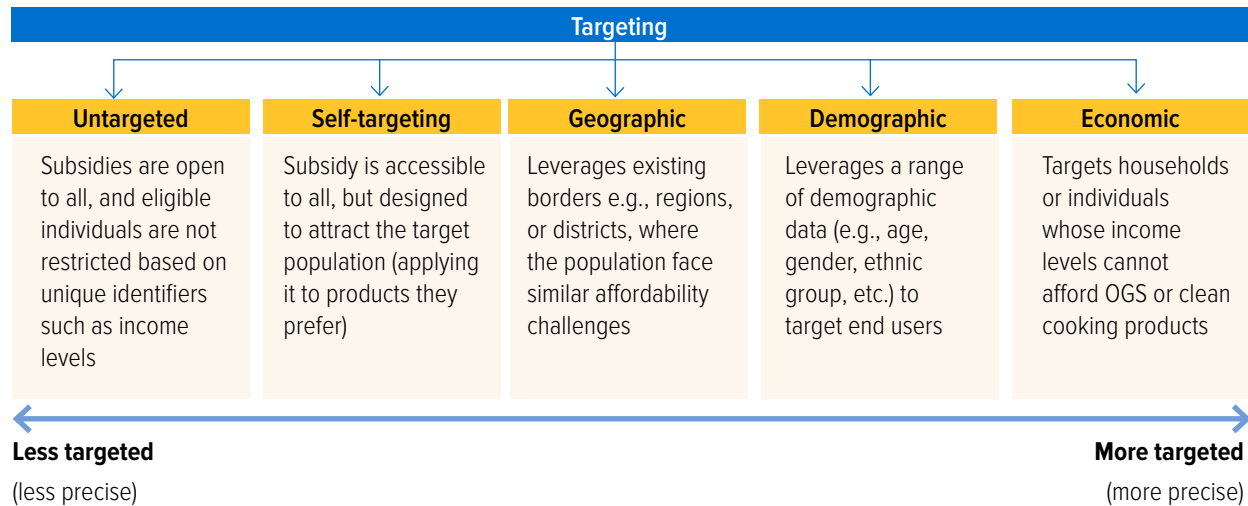 Targeting
Untargeted
Subsidies are open
to all, and eligible
individuals are not
restricted based on
unique identifiers
such as income
levels
Self-targeting
Subsidy is accessible
to all, but designed
to attract the target
population (applying
it to products they
prefer)
Geographic
Leverages existing
borders e.g., regions,
or districts, where
the population face
similar affordability
challenges
Demographic
Leverages a range
of demographic
data (e.g., age,
gender, ethnic
group, etc.) to
target end users
Economic
Targets households
or individuals
whose income
levels cannot
afford OGS or clean
cooking products
Less targeted
(less precise)
More targeted
(more precise)